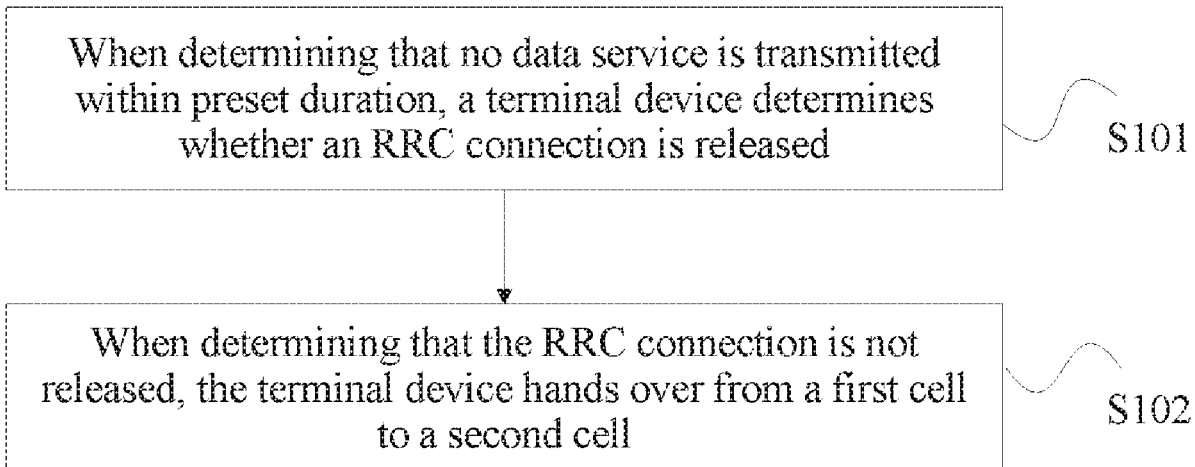 When determining that no data service is transmitted
within preset duration, a terminal device determines
whether an RRC connection is released
S101
When determining that the RRC connection is not
released, the terminal device hands over from a first cell
to a second cell
S102